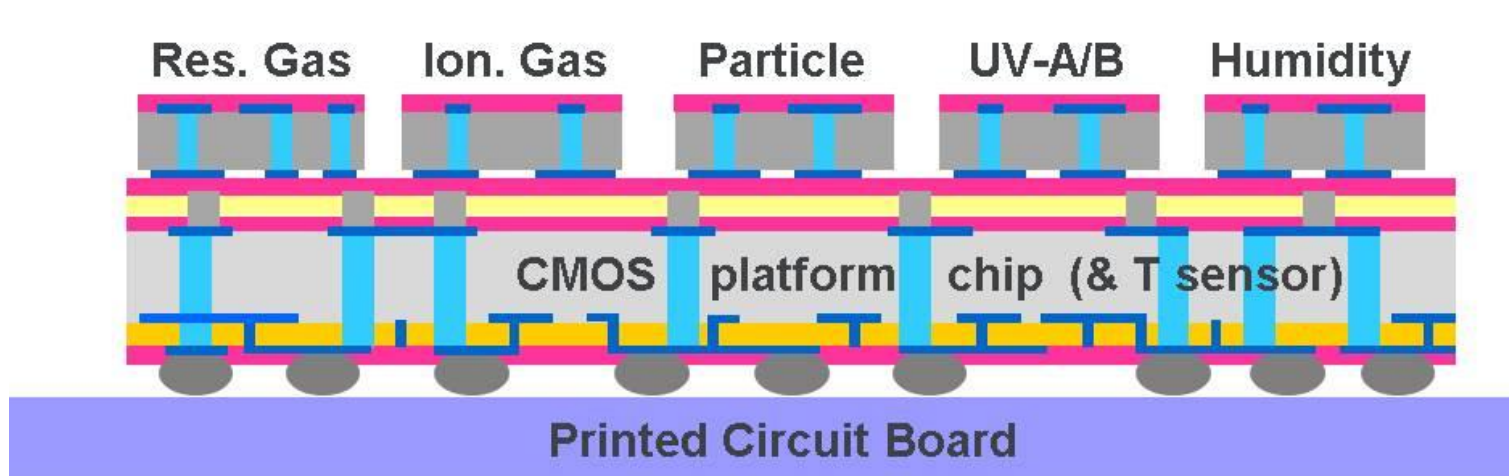 Res. Gas Ion. Gas Particle UV-A/B Humidity
CMOS platform chip (& T sensor)
Printed Circuit Board